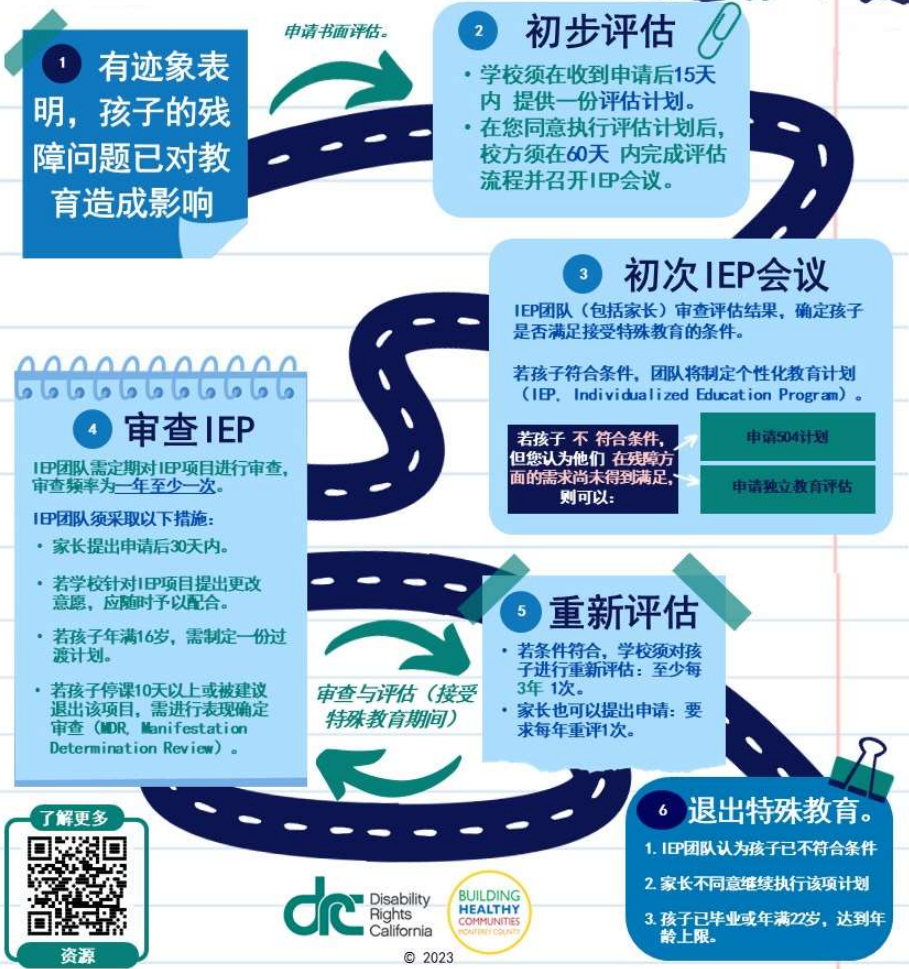 1
有迹象表
明，孩子的残
障问题已对教
育造成影响
申请书面评估。
2
初步评估
• 学校须在收到申请后15天
内 提供一份评估计划。
• 在您同意执行评估计划后，
校方须在60天 内完成评估
流程并召开IEP会议。
3
初次IEP会议
IEP团队（包括家长）审查评估结果，确定孩子
是否满足接受特殊教育的条件。
若孩子符合条件，团队将制定个性化教育计划
（IEP, Individualized Education Program）。
若孩子 不 符合条件，
但您认为他们 在残障方
面的需求尚未得到满足，
则可以：
申请504计划
申请独立教育评估
4
审查IEP
IEP团队需定期对IEP项目进行审查，
审查频率为一年至少一次。
IEP团队须采取以下措施：
• 家长提出申请后30天内。
• 若学校针对IEP项目提出更改
意愿，应随时予以配合。
• 若孩子年满16岁，需制定一份过
渡计划。
• 若孩子停课10天以上或被建议
退出该项目，需进行表现确定
审查（MDR, Manifestation
Determination Review）。
审查与评估（接受
特殊教育期间）
5
重新评估
• 若条件符合，学校须对孩
子进行重新评估：至少每
3年 1次。
• 家长也可以提出申请：要
求每年重评1次。
6
退出特殊教育。
1. IEP团队认为孩子已不符合条件
2. 家长不同意继续执行该项计划
3. 孩子已毕业或年满22岁，达到年
龄上限。
了解更多
资源
drc
Disability
Rights
California
BUILDING
HEALTHY
COMMUNITIES
MONTEREY COUNTY
© 2023